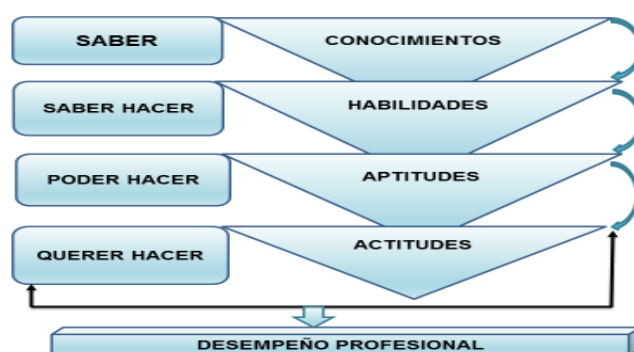 SABER
CONOCIMIENTOS
SABER HACER
HABILIDADES
PODER HACER
APTITUDES
QUERER HACER
ACTITUDES
DESEMPEÑO PROFESIONAL